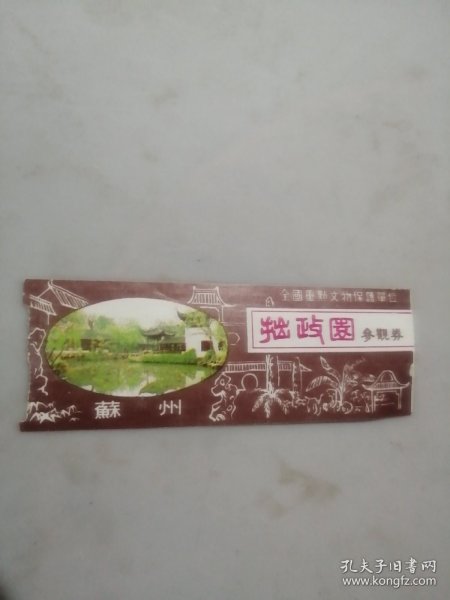 全國重點文物保護單位
拙政園 參觀券
蘇州
孔夫子旧书网
www.kongfz.com